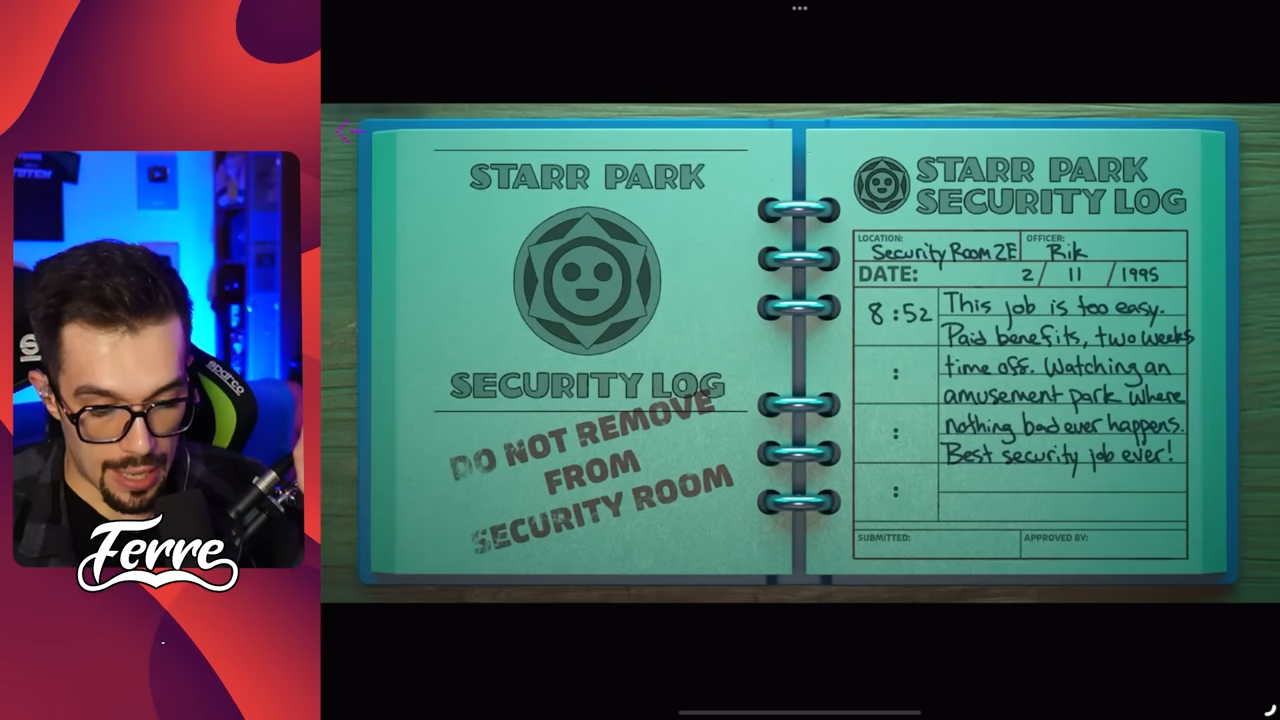 STARR PARK
SECURITY LOG
DO NOT REMOVE
FROM
SECURITY ROOM
STARR PARK
SECURITY LOG
LOCATION:
Security Room 2E
OFFICER:
Rik
DATE: 2 / 11 / 1995
8:52
This job is too easy.
Paid benefits, two weeks
time off. Watching an
amusement park where
nothing bad ever happens.
Best security job ever!
:
:
:
SUBMITTED:
APPROVED BY:
sparco
Ferre